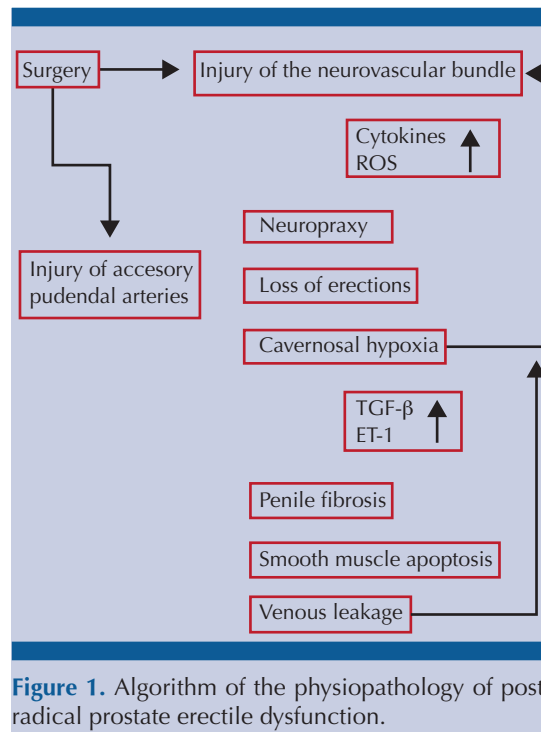 Surgery
Injury of the neurovascular bundle
Cytokines
ROS
Neuropraxy
Injury of accesory
pudendal arteries
Loss of erections
Cavernosal hypoxia
TGF-β
ET-1
Penile fibrosis
Smooth muscle apoptosis
Venous leakage
Figure 1. Algorithm of the physiopathology of post
radical prostate erectile dysfunction.